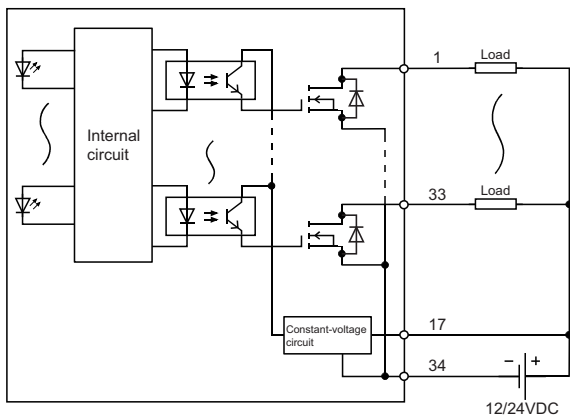 1
Load
Internal
circuit
33
Load
Constant-voltage
circuit
17
34
− +
12/24VDC